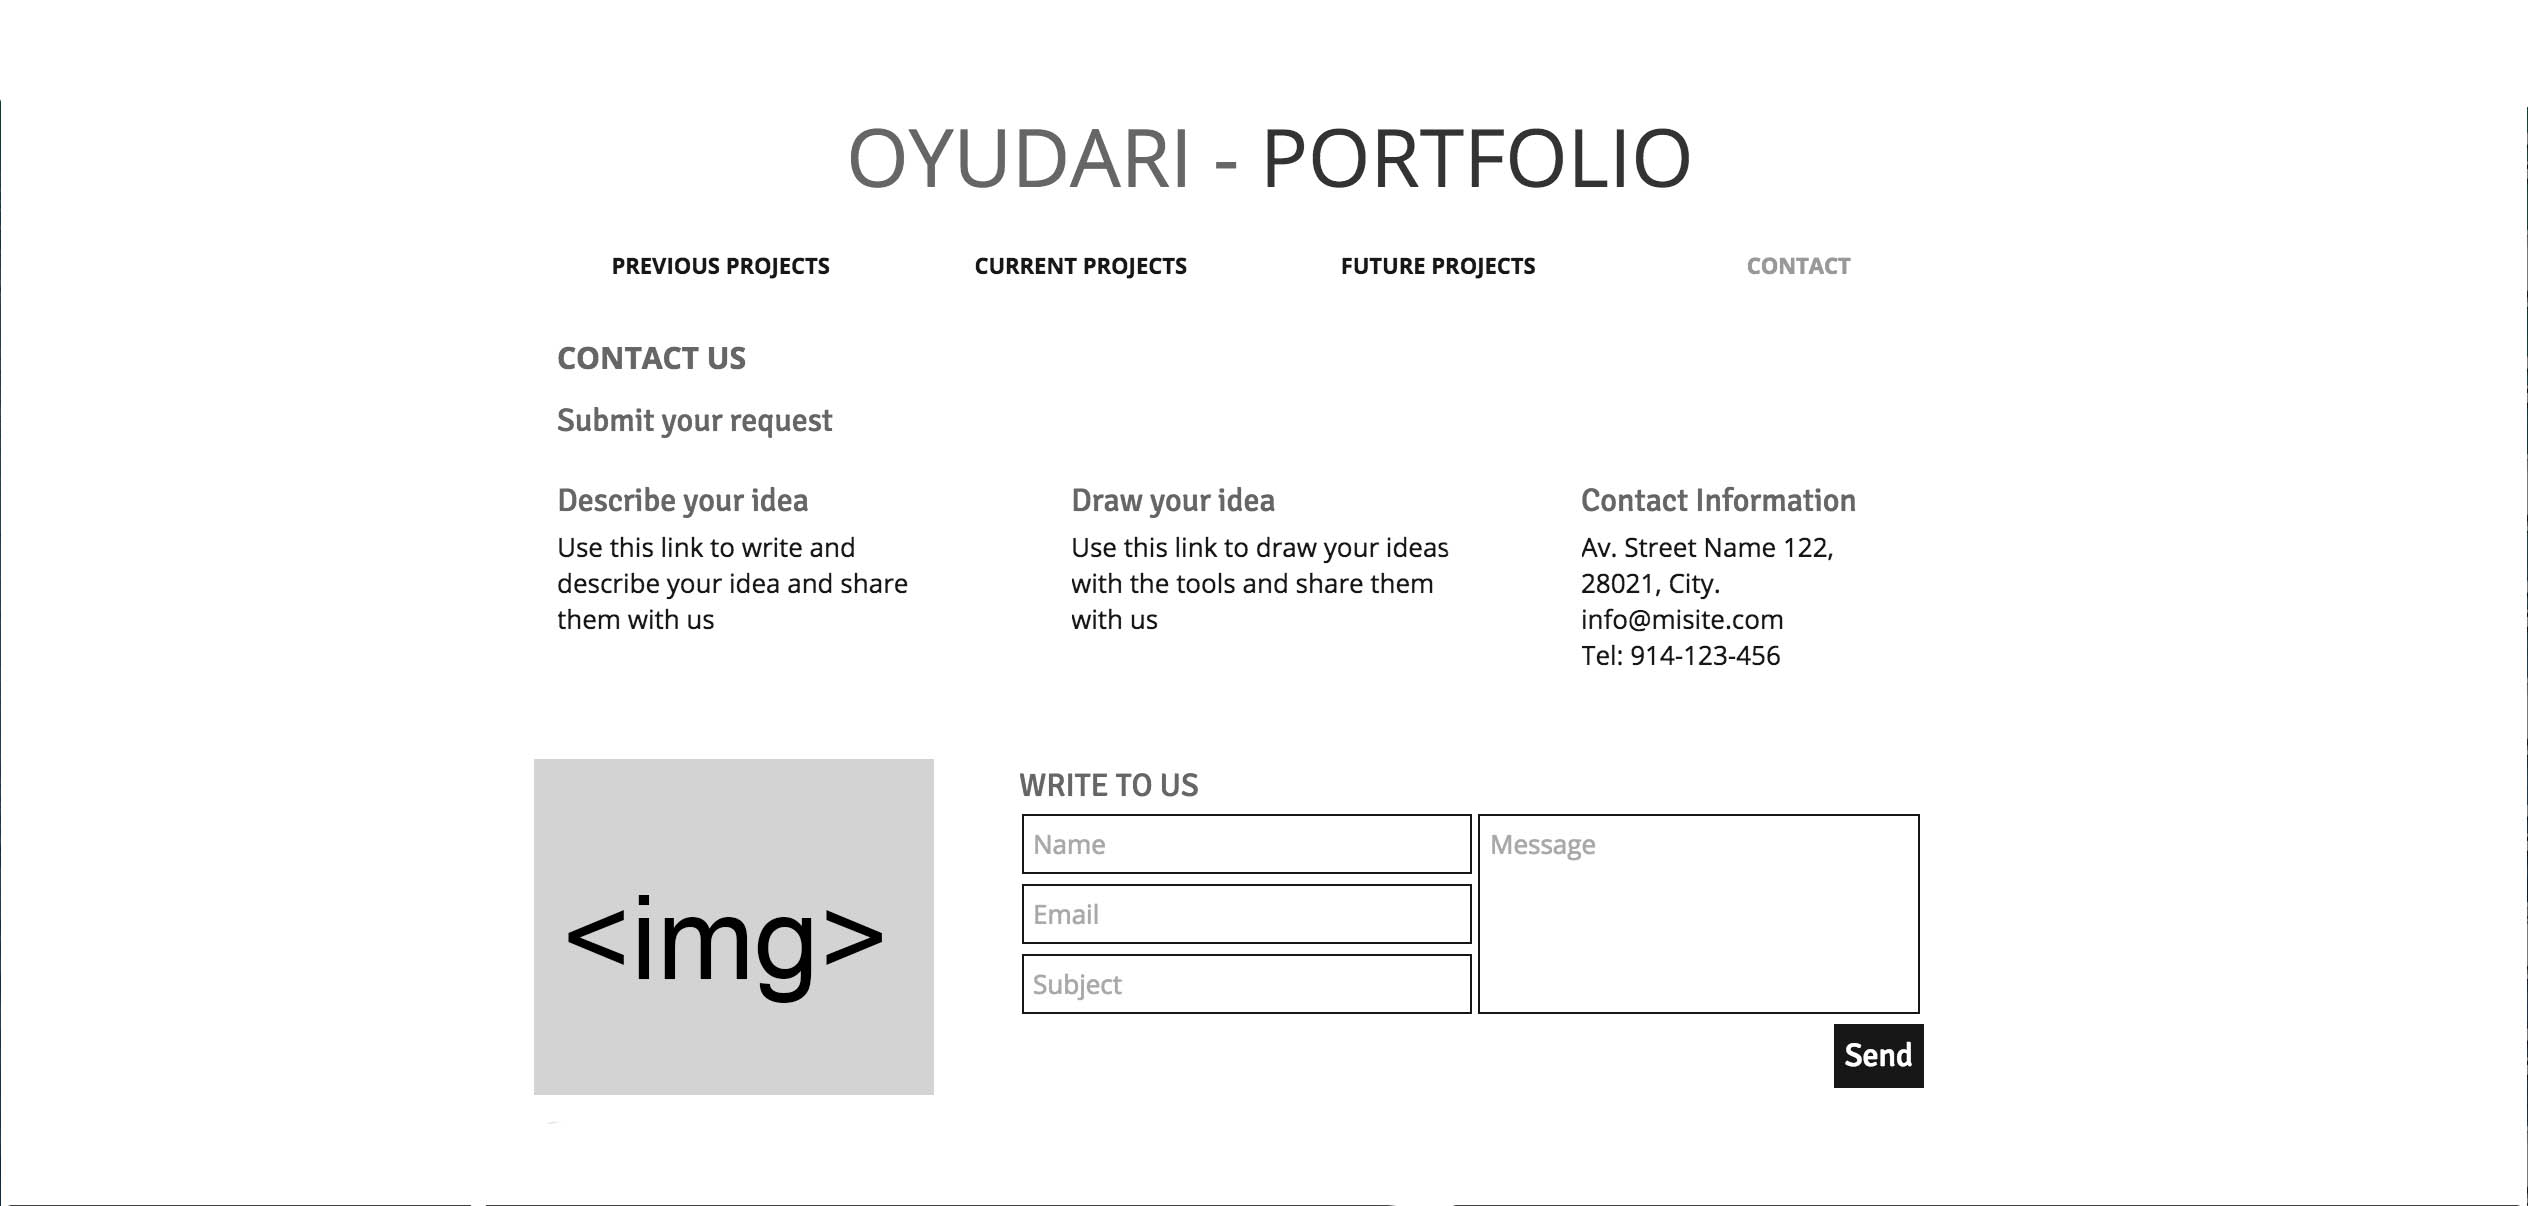 OYUDARI - PORTFOLIO
PREVIOUS PROJECTS CURRENT PROJECTS FUTURE PROJECTS CONTACT
CONTACT US
Submit your request
Describe your idea
Use this link to write and
describe your idea and share
them with us
Draw your idea
Use this link to draw your ideas
with the tools and share them
with us
Contact Information
Av. Street Name 122,
28021, City.
info@misite.com
Tel: 914-123-456
<img>
WRITE TO US
Name
Email
Subject
Message
Send